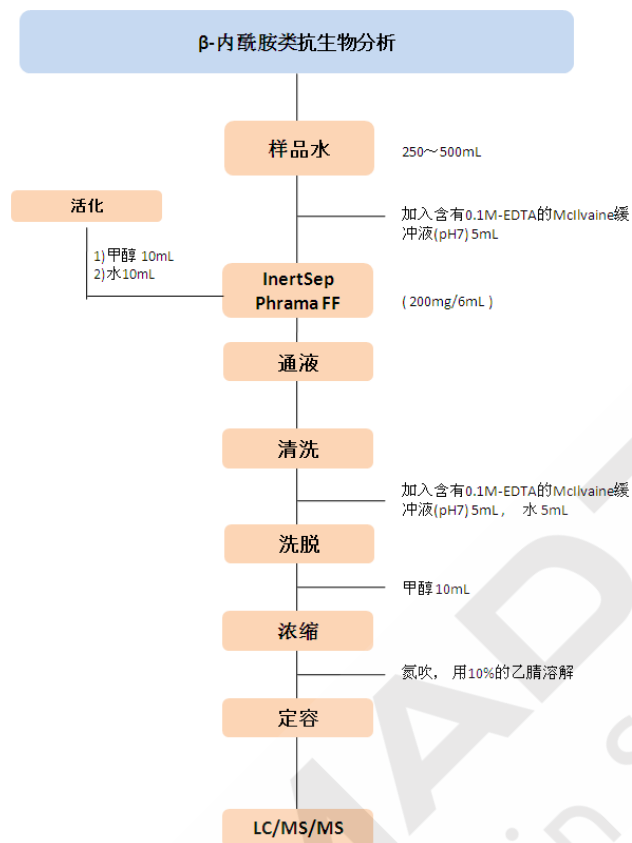 β-内酰胺类抗生物分析
样品水
250～500mL
活化
加入含有0.1M-EDTA的McIlvaine缓
冲液(pH7) 5mL
1)甲醇 10mL
2)水10mL
InertSep
Phrama FF
( 200mg/6mL )
通液
清洗
加入含有0.1M-EDTA的McIlvaine缓
冲液(pH7) 5mL， 水 5mL
洗脱
甲醇 10mL
浓缩
氮吹， 用10%的乙腈溶解
定容
LC/MS/MS